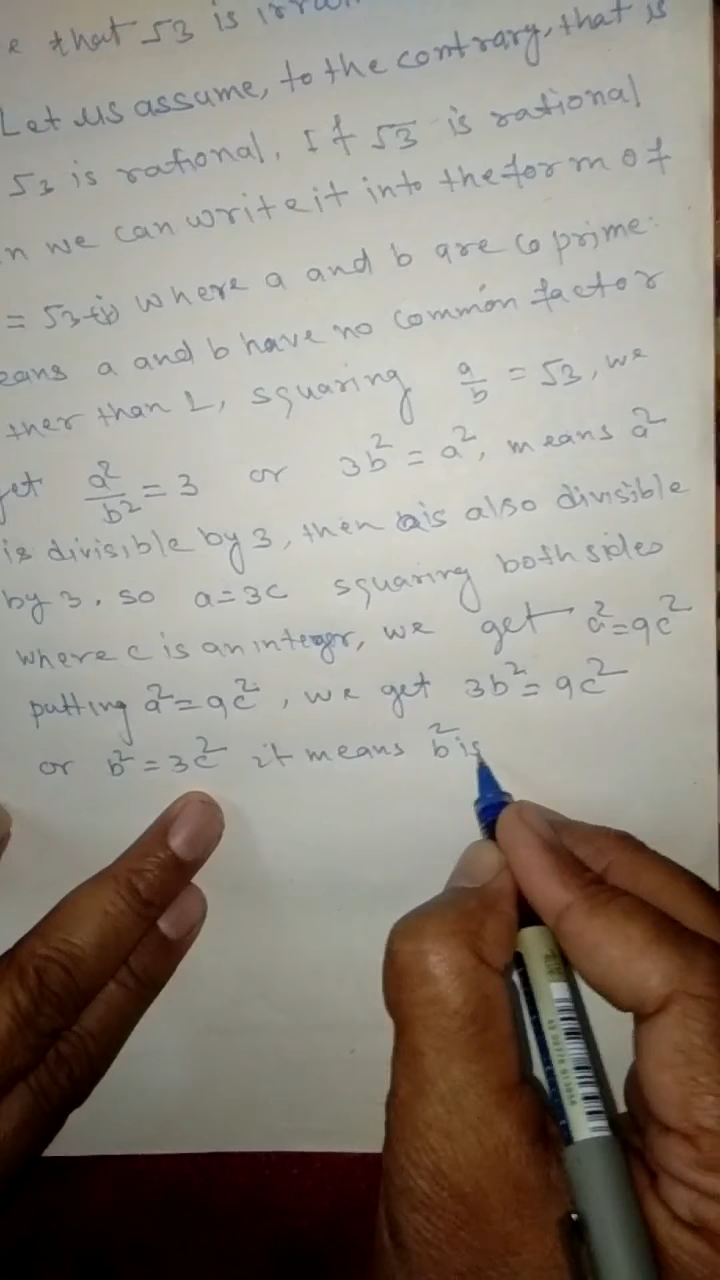 that √3 is
Let us assume, to the contrary, that is
√3 is rational. If √3 is rational
we can write it into the form of
= √3-(i) where a and b are co prime.
a and b have no common factor
than 1, squaring a/b = √3, we
get a²/b² = 3 or 3b² = a², means a²
is divisible by 3, then a is also divisible
by 3. so a = 3c squaring both sides
where c is an integer, we get a² = 9c²
putting a² = 9c², we get 3b² = 9c²
or b² = 3c² it means b² is